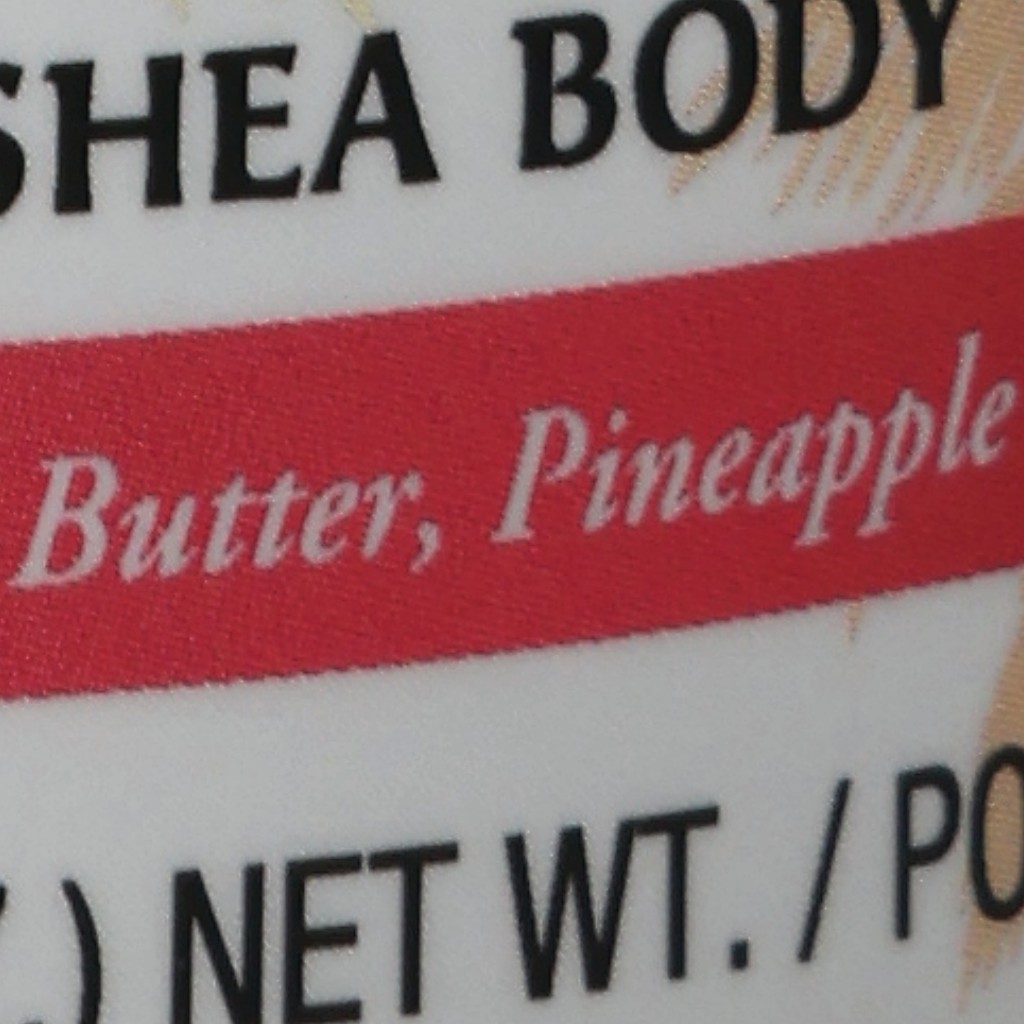 SHEA BODY
Butter, Pineapple
.) NET WT. / PO